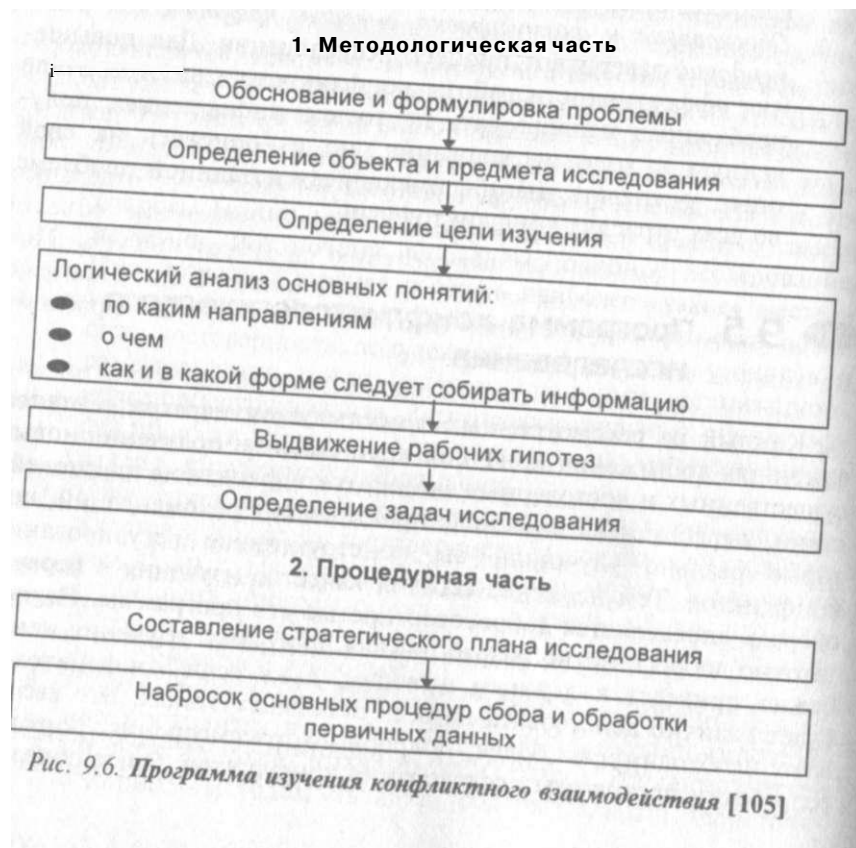 1. Методологическая часть
Обоснование и формулировка проблемы
Определение объекта и предмета исследования
Определение цели изучения
Логический анализ основных понятий:
по каким направлениям
о чем
как и в какой форме следует собирать информацию
Выдвижение рабочих гипотез
Определение задач исследования
2. Процедурная часть
Составление стратегического плана исследования
Набросок основных процедур сбора и обработки
первичных данных
Рис. 9.6. Программа изучения конфликтного взаимодействия [105]